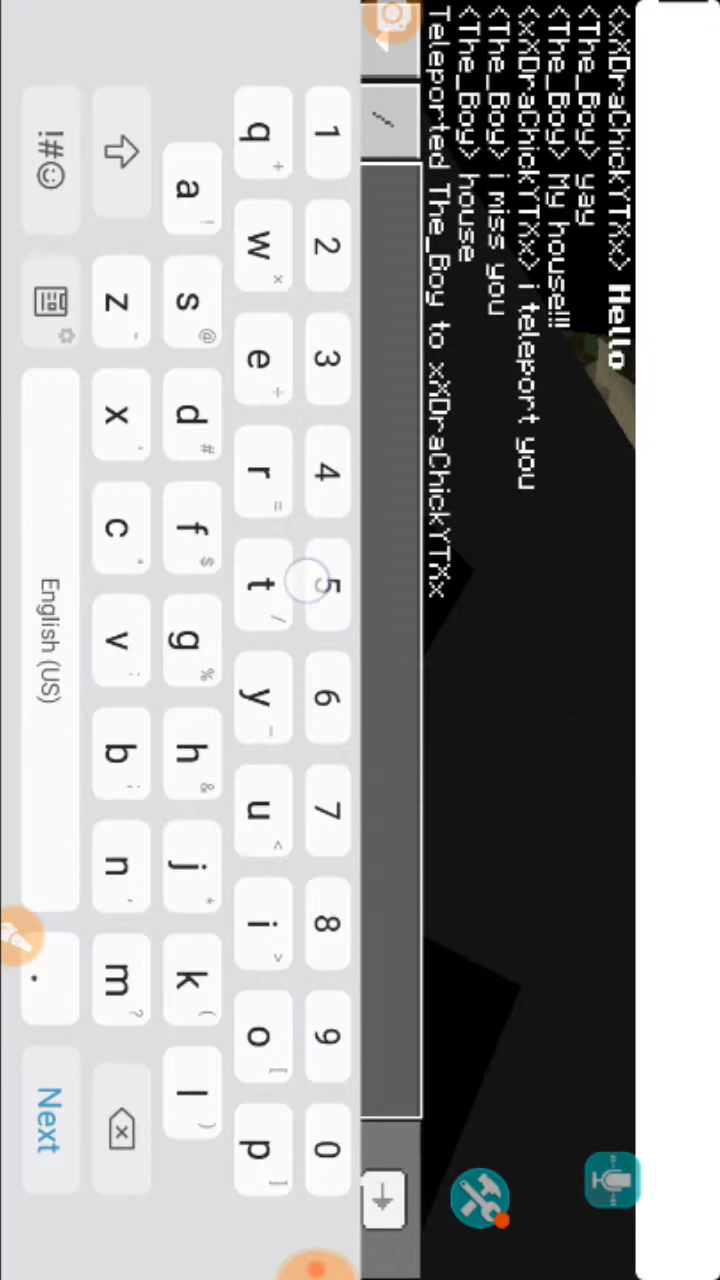 <xXDraChickYTXx> Hello
<The_Boy> yay
<The_Boy> My house!!!
<xXDraChickYTXx> i teleport you
<The_Boy> i miss you
<The_Boy> house
Teleported The_Boy to xXDraChickYTXx
/
1 2 3 4 5 6 7 8 9 0
q + w × e ÷ r = t / y _ u < i > o [ p ]
a ! s @ d # f $ g % h & j * k ( l )
z - x ' c " v : b ; n , m ?
!#☺ English (US) . Next